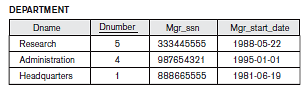 DEPARTMENT
Dname Dnumber Mgr_ssn Mgr_start_date
Research 5 333445555 1988-05-22
Administration 4 987654321 1995-01-01
Headquarters 1 888665555 1981-06-19